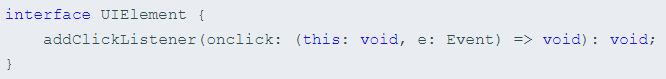 interface UIElement {
    addClickListener(onclick: (this: void, e: Event) => void): void;
}